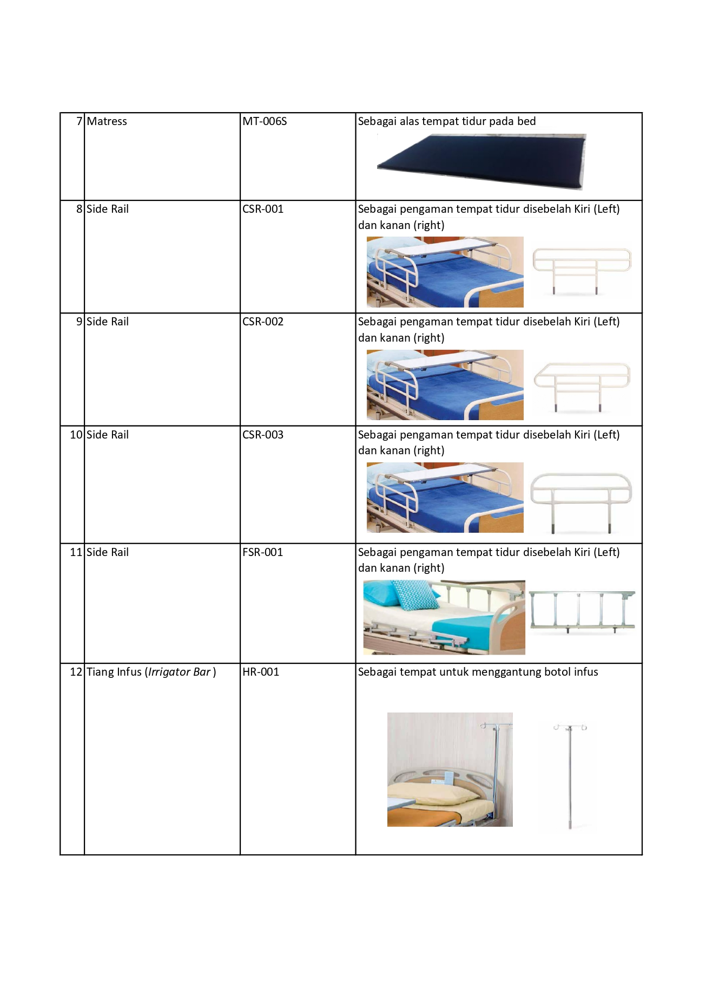 7 Matress MT-006S Sebagai alas tempat tidur pada bed
8 Side Rail CSR-001 Sebagai pengaman tempat tidur disebelah Kiri (Left)
dan kanan (right)
9 Side Rail CSR-002 Sebagai pengaman tempat tidur disebelah Kiri (Left)
dan kanan (right)
10 Side Rail CSR-003 Sebagai pengaman tempat tidur disebelah Kiri (Left)
dan kanan (right)
11 Side Rail FSR-001 Sebagai pengaman tempat tidur disebelah Kiri (Left)
dan kanan (right)
12 Tiang Infus (Irrigator Bar ) HR-001 Sebagai tempat untuk menggantung botol infus